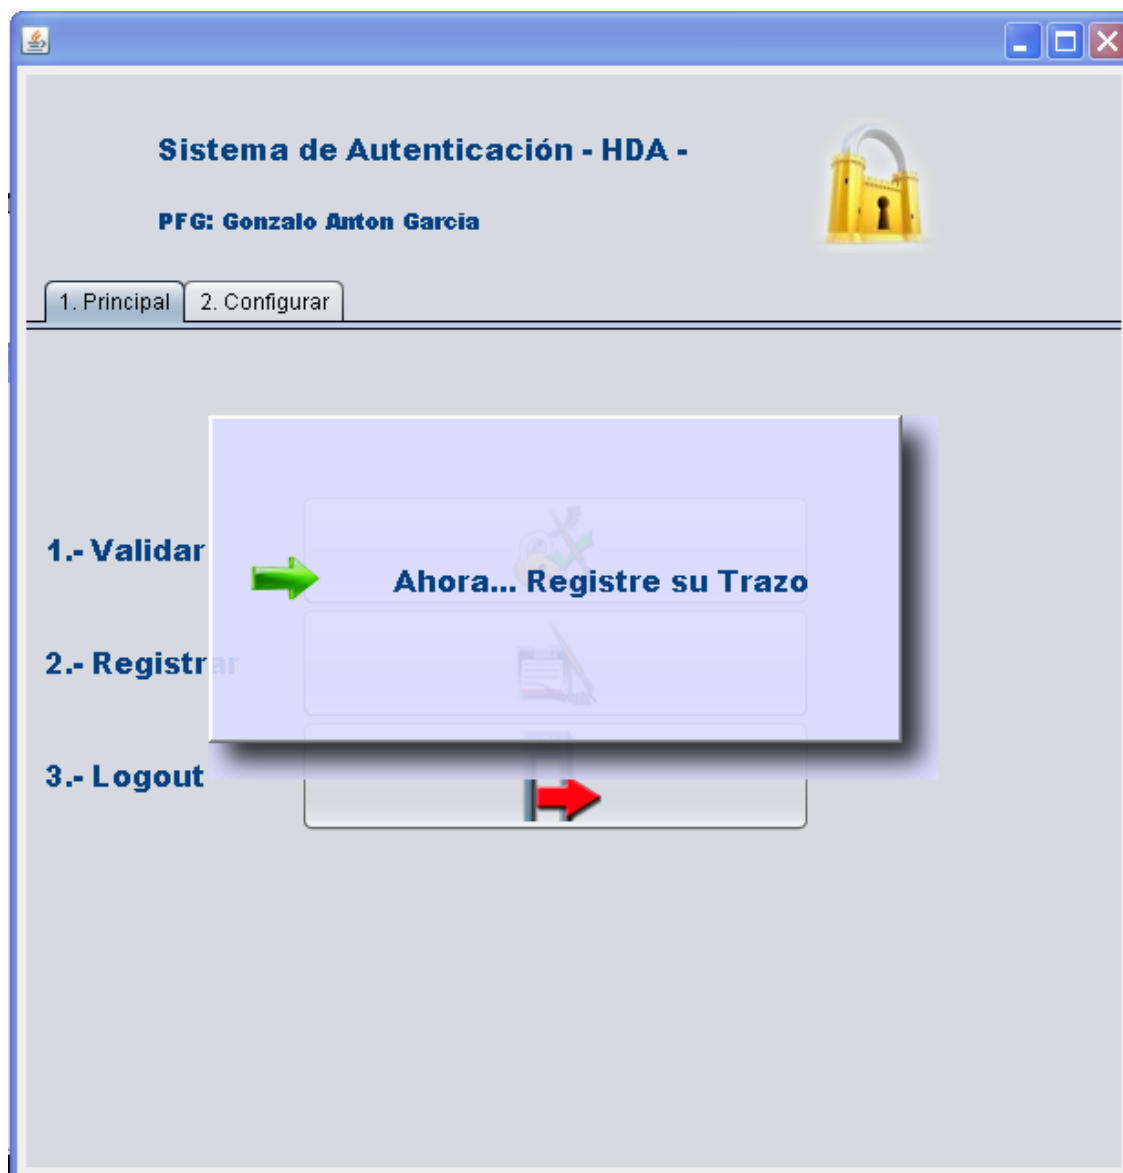 Sistema de Autenticación - HDA -
PFG: Gonzalo Anton Garcia
1. Principal
2. Configurar
1.- Validar
Ahora... Registre su Trazo
2.- Registrar
3.- Logout